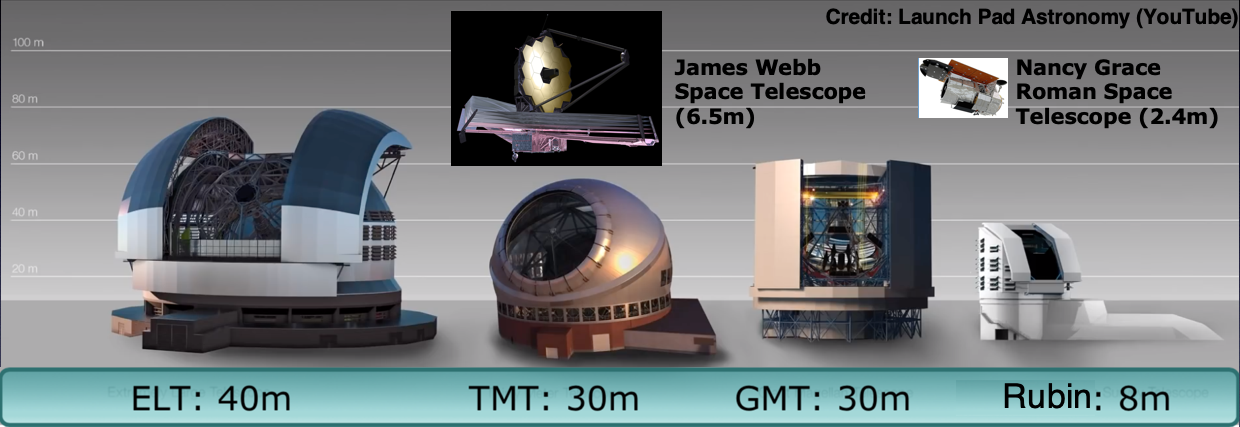 Credit: Launch Pad Astronomy (YouTube)
100 m
James Webb
Space Telescope
(6.5m)
Nancy Grace
Roman Space
Telescope (2.4m)
80 m
60 m
40 m
20 m
ELT: 40m
TMT: 30m
GMT: 30m
Rubin: 8m